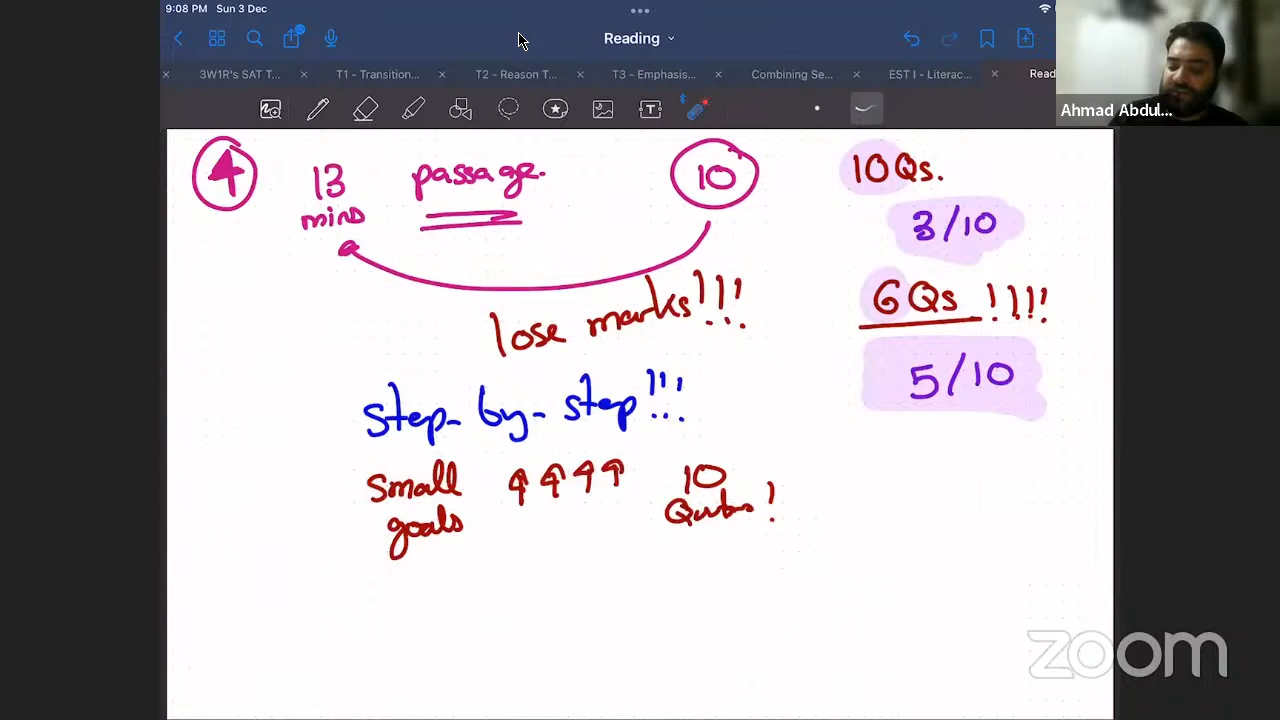 9:08 PM Sun 3 Dec
Reading
3W1R's SAT T...
T1 - Transition...
T2 - Reason T...
T3 - Emphasis...
Combining Se...
EST I - Literac...
Read
Ahmad Abdul...
4 13 mins passage. 10
lose marks!!!
step-by-step!!!
small goals
10
10Qs.
3/10
6Qs !!!!
5/10
zoom